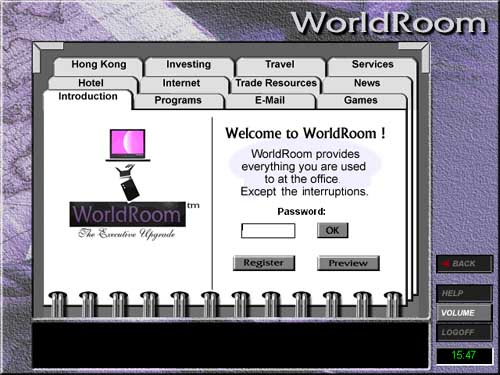 WorldRoom
Hong Kong Investing Travel Services
Hotel Internet Trade Resources News
Introduction Programs E-Mail Games
Welcome to WorldRoom !
WorldRoom provides
everything you are used
to at the office
Except the interruptions.
Password:
OK
Register Preview
WorldRoom™
The Executive Upgrade
BACK
HELP
VOLUME
LOGOFF
15:47